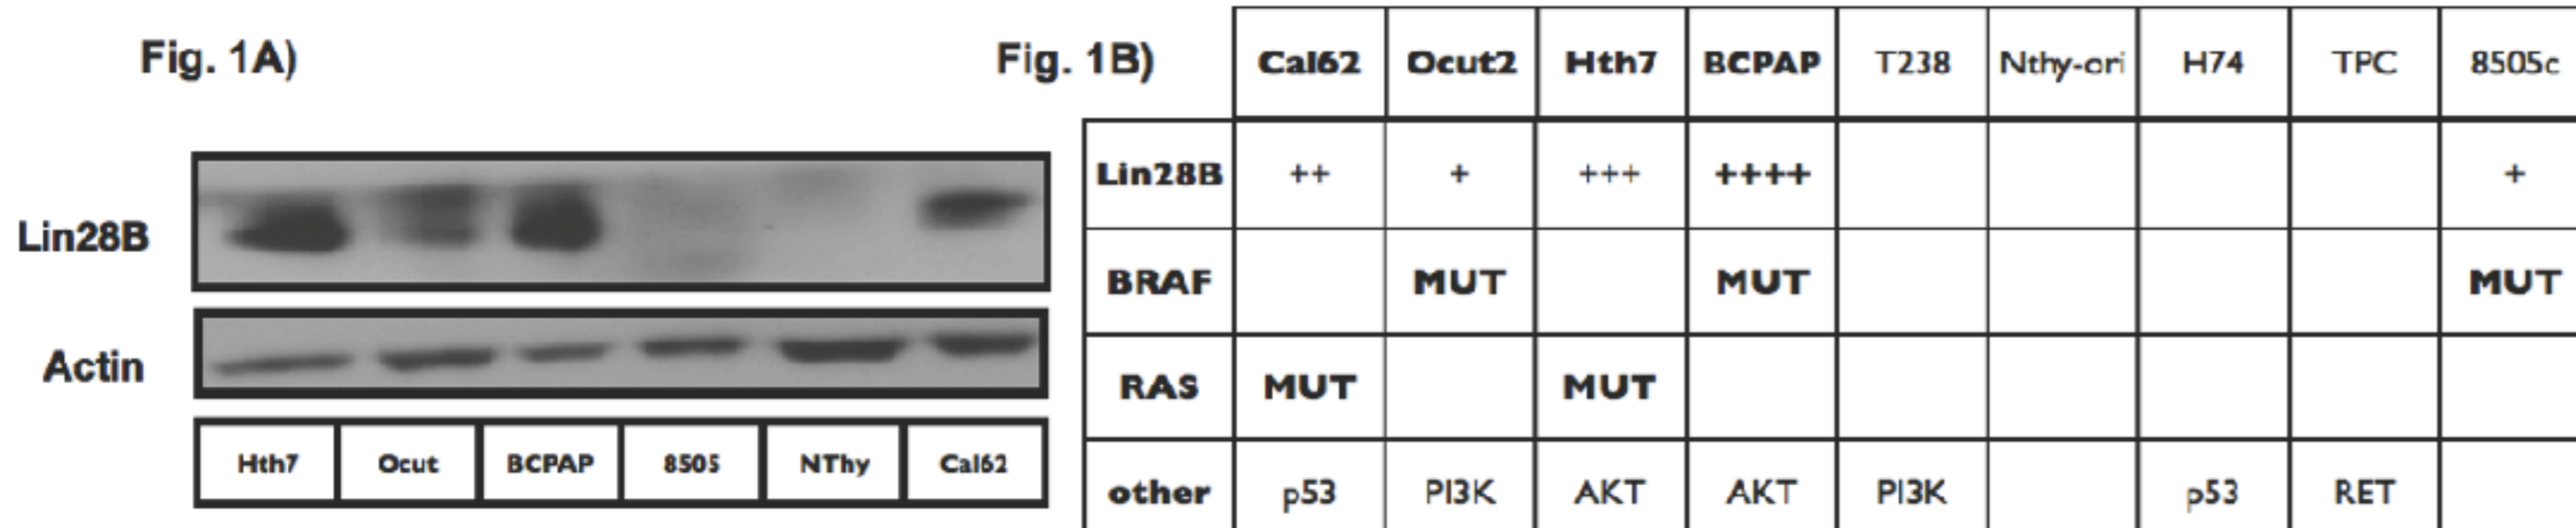 Fig. 1A)
Lin28B
Actin
Hth7 Ocut BCPAP 8505 NThy Cal62
Fig. 1B)
Cal62 Ocut2 Hth7 BCPAP T238 Nthy-ori H74 TPC 8505c
Lin28B ++ + +++ ++++ +
BRAF MUT MUT MUT
RAS MUT MUT
other p53 PI3K AKT AKT PI3K p53 RET